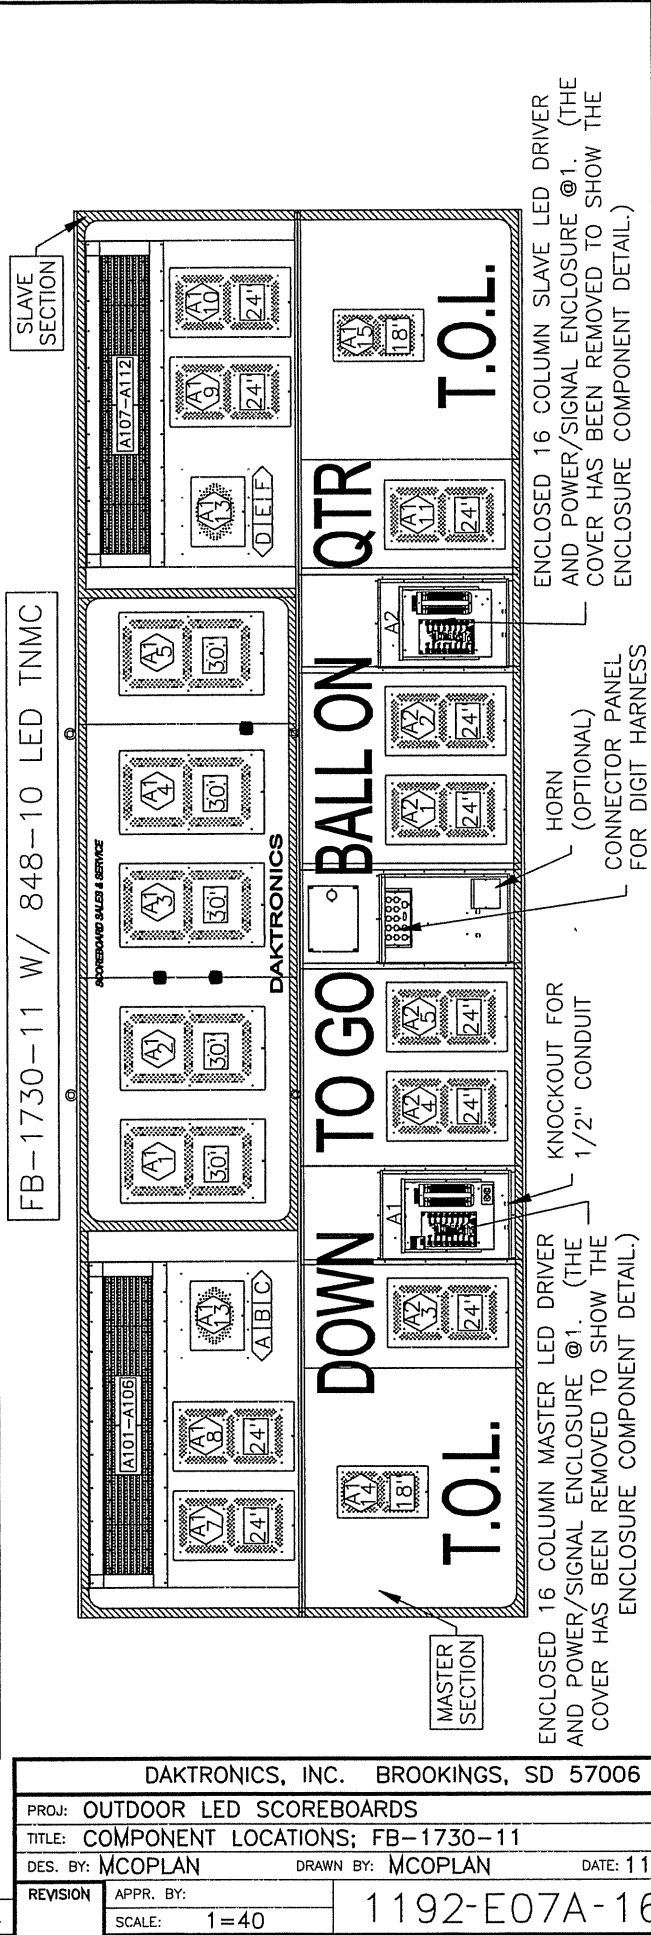 FB-1730-11 W/ 848-10 LED TNMC
SLAVE
SECTION
A101-A106
A107-A112
SCOREBOARD SALES & SERVICE
A1
7
24"
A1
8
24"
A1
13
A B C
A1
1
30"
A1
2
30"
A1
3
30"
A1
4
30"
A1
5
30"
A1
13
D E F
A1
9
24"
A1
10
24"
DAKTRONICS
T.O.L.
DOWN
TO GO
BALL ON
QTR
T.O.L.
A1
14
18"
A2
3
24"
A1
A2
4
24"
A2
5
24"
A2
1
24"
A2
2
24"
A2
A1
11
24"
A1
15
18"
MASTER
SECTION
ENCLOSED 16 COLUMN MASTER LED DRIVER
AND POWER/SIGNAL ENCLOSURE @1. (THE
COVER HAS BEEN REMOVED TO SHOW THE
ENCLOSURE COMPONENT DETAIL.)
KNOCKOUT FOR
1/2" CONDUIT
HORN
(OPTIONAL)
CONNECTOR PANEL
FOR DIGIT HARNESS
ENCLOSED 16 COLUMN SLAVE LED DRIVER
AND POWER/SIGNAL ENCLOSURE @1. (THE
COVER HAS BEEN REMOVED TO SHOW THE
ENCLOSURE COMPONENT DETAIL.)
DAKTRONICS, INC. BROOKINGS, SD 57006
PROJ: OUTDOOR LED SCOREBOARDS
TITLE: COMPONENT LOCATIONS; FB-1730-11
DES. BY: MCOPLAN DRAWN BY: MCOPLAN DATE: 11
REVISION APPR. BY:
SCALE: 1=40
1192-E07A-16